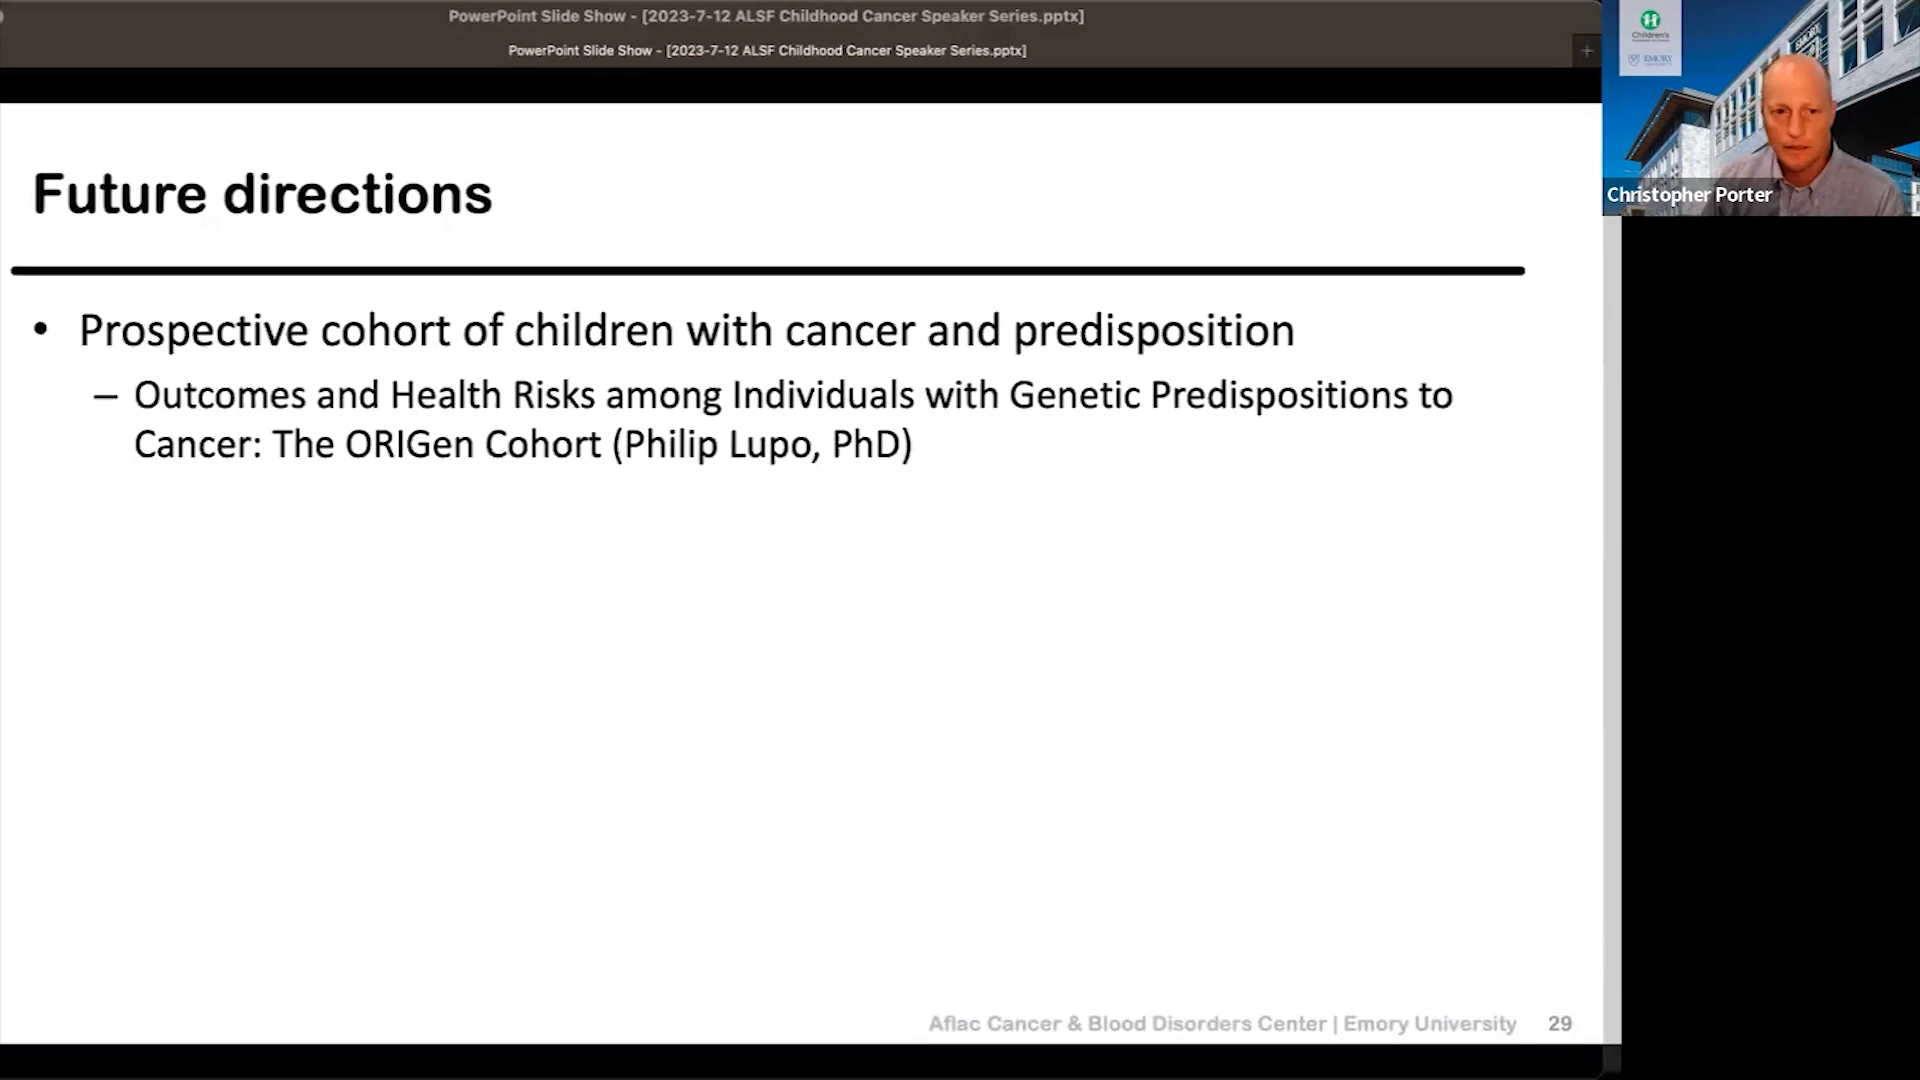 PowerPoint Slide Show - [2023-7-12 ALSF Childhood Cancer Speaker Series.pptx]
PowerPoint Slide Show - [2023-7-12 ALSF Childhood Cancer Speaker Series.pptx]
+
Children's
EMORY
Christopher Porter
Future directions
• Prospective cohort of children with cancer and predisposition
– Outcomes and Health Risks among Individuals with Genetic Predispositions to
Cancer: The ORIGen Cohort (Philip Lupo, PhD)
Aflac Cancer & Blood Disorders Center | Emory University 29